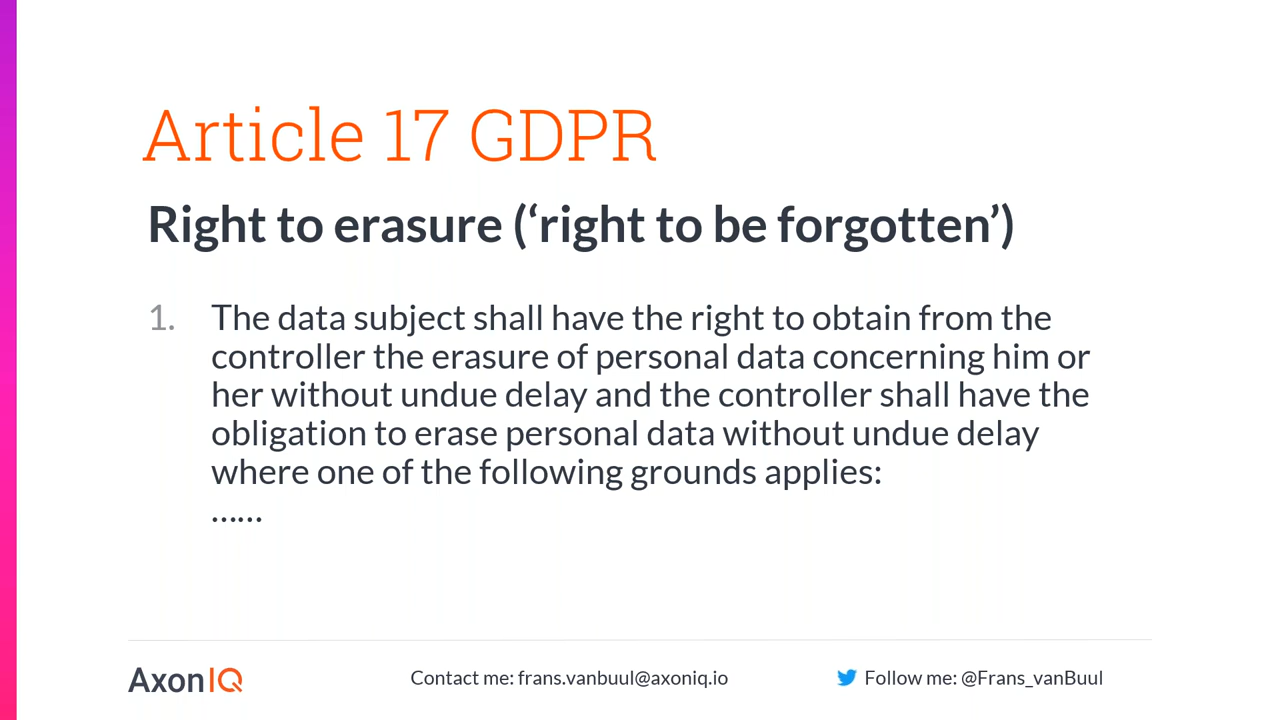 Article 17 GDPR
Right to erasure (‘right to be forgotten’)
1. The data subject shall have the right to obtain from the
controller the erasure of personal data concerning him or
her without undue delay and the controller shall have the
obligation to erase personal data without undue delay
where one of the following grounds applies:
……
AxonIQ Contact me: frans.vanbuul@axoniq.io Follow me: @Frans_vanBuul